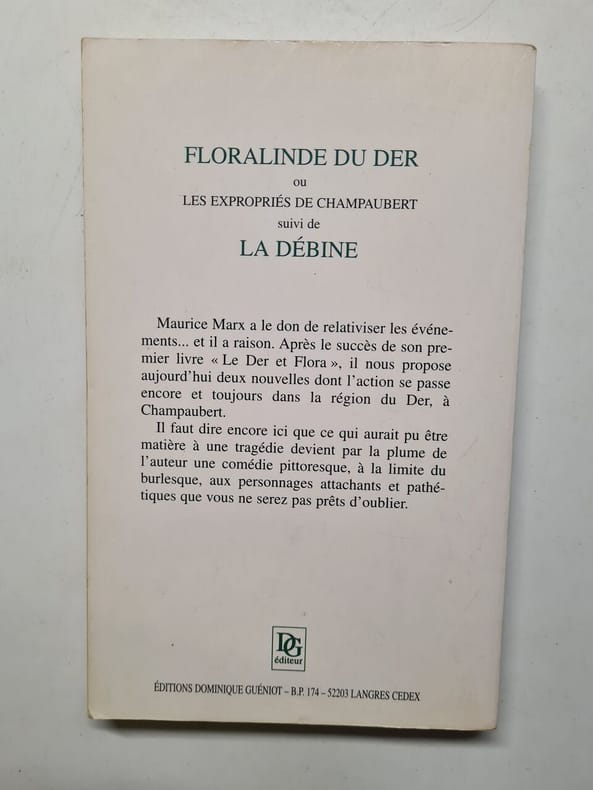 FLORALINDE DU DER
ou
LES EXPROPRIÉS DE CHAMPAUBERT
suivi de
LA DÉBINE
Maurice Marx a le don de relativiser les événe-
ments... et il a raison. Après le succès de son pre-
mier livre « Le Der et Flora », il nous propose
aujourd'hui deux nouvelles dont l'action se passe
encore et toujours dans la région du Der, à
Champaubert.
Il faut dire encore ici que ce qui aurait pu être
matière à une tragédie devient par la plume de
l'auteur une comédie pittoresque, à la limite du
burlesque, aux personnages attachants et pathé-
tiques que vous ne serez pas prêts d'oublier.
DG
éditeur
ÉDITIONS DOMINIQUE GUÉNIOT – B.P. 174 – 52203 LANGRES CEDEX